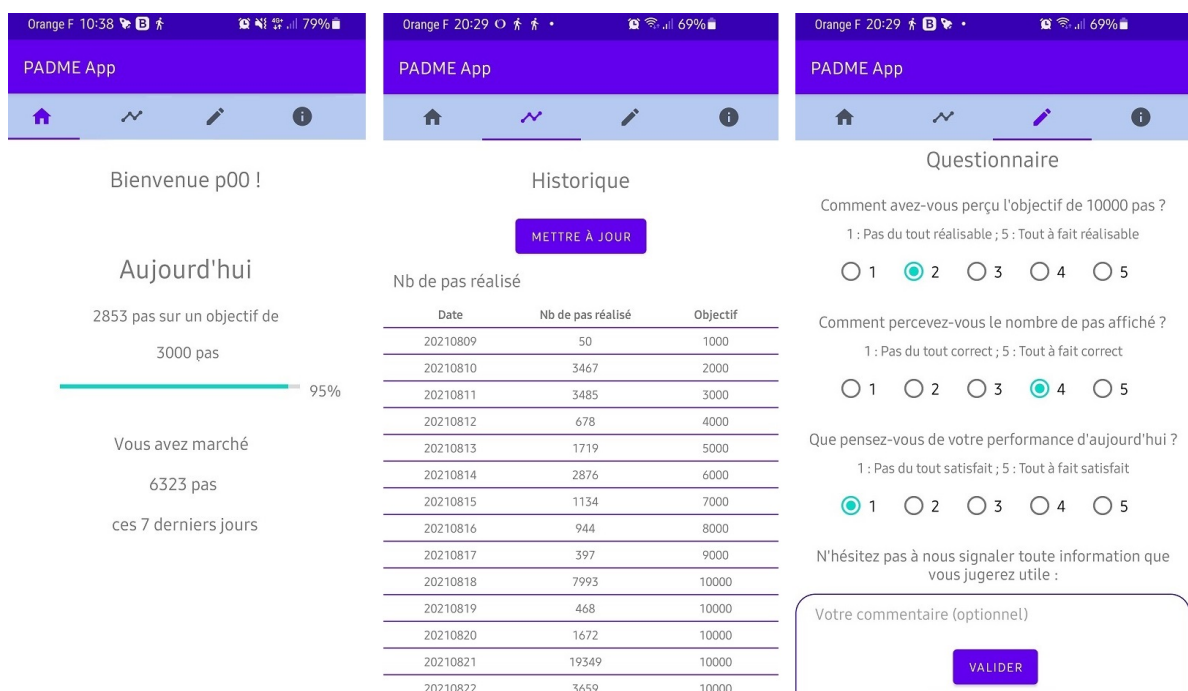 Orange F 10:38 B 4G+ 79%
PADME App
Bienvenue p00 !
Aujourd'hui
2853 pas sur un objectif de
3000 pas
95%
Vous avez marché
6323 pas
ces 7 derniers jours
Orange F 20:29 69%
PADME App
Historique
METTRE À JOUR
Nb de pas réalisé
Date Nb de pas réalisé Objectif
20210809 50 1000
20210810 3467 2000
20210811 3485 3000
20210812 678 4000
20210813 1719 5000
20210814 2876 6000
20210815 1134 7000
20210816 944 8000
20210817 397 9000
20210818 7993 10000
20210819 468 10000
20210820 1672 10000
20210821 19349 10000
20210822 3659 10000
Orange F 20:29 B 69%
PADME App
Questionnaire
Comment avez-vous perçu l'objectif de 10000 pas ?
1 : Pas du tout réalisable ; 5 : Tout à fait réalisable
1 2 3 4 5
Comment percevez-vous le nombre de pas affiché ?
1 : Pas du tout correct ; 5 : Tout à fait correct
1 2 3 4 5
Que pensez-vous de votre performance d'aujourd'hui ?
1 : Pas du tout satisfait ; 5 : Tout à fait satisfait
1 2 3 4 5
N'hésitez pas à nous signaler toute information que
vous jugerez utile :
Votre commentaire (optionnel)
VALIDER